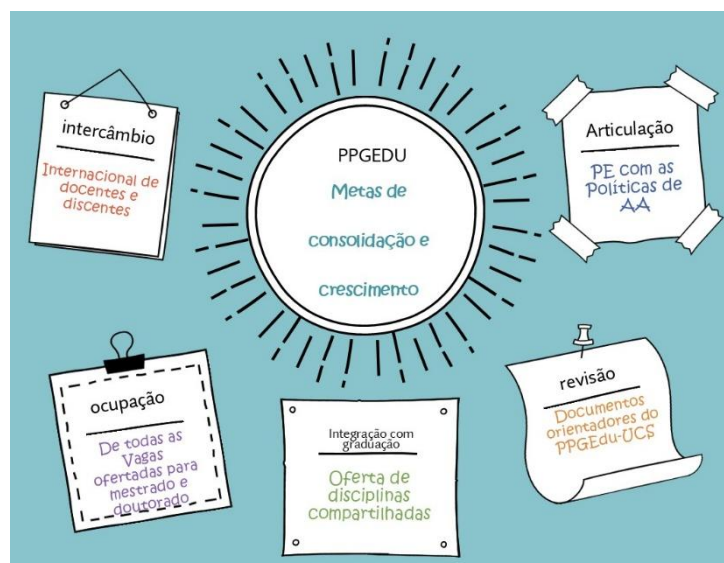 PPGEDU
Metas de
consolidação e
crescimento
intercâmbio
Internacional de
docentes e
discentes
Articulação
PE com as
Políticas de
AA
ocupação
De todas as
Vagas
ofertadas para
mestrado e
doutorado
Integração com
graduação
Oferta de
disciplinas
compartilhadas
revisão
Documentos
orientadores do
PPGEdu-UCS